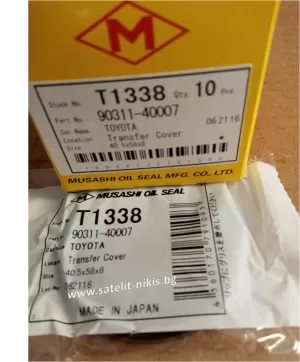 M
Stock No. T1338 Qty. 10 Pcs.
Part No. 90311-40007
Car Name TOYOTA 062116
Location Transfer Cover
Size 40.5x58x8
MUSASHI OIL SEAL MFG. CO., LTD.
MUSASHI OIL SEAL
T1338
90311-40007
TOYOTA
Transfer Cover
40.5x58x8
62116
www.satelit-nikis.bg
MADE IN JAPAN